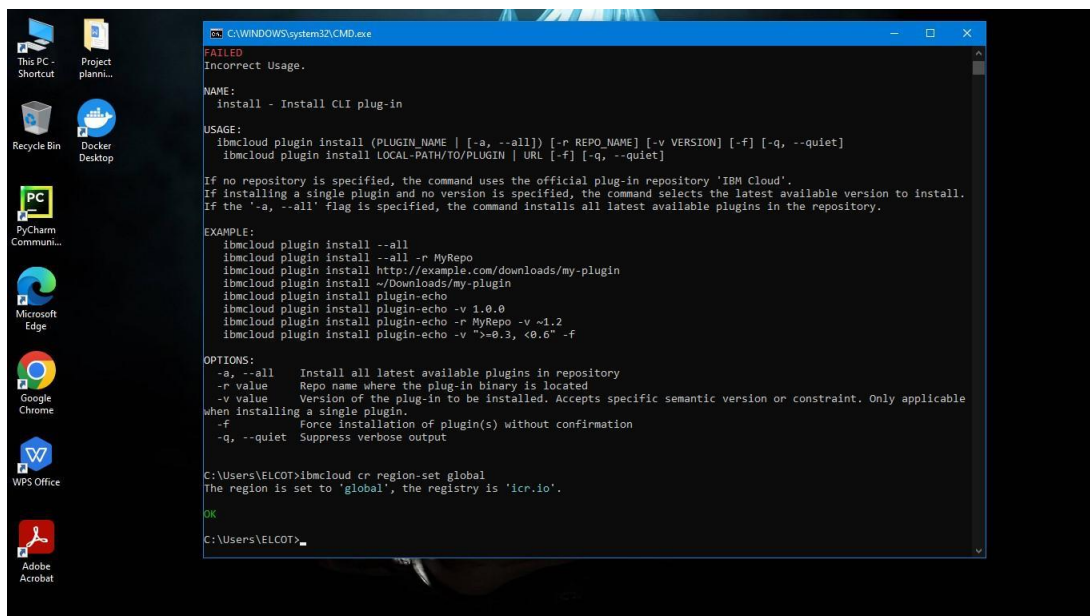 This PC -
Shortcut
Project
planni...
Recycle Bin
Docker
Desktop
PC
PyCharm
Communi...
Microsoft
Edge
Google
Chrome
W
WPS Office
Adobe
Acrobat
C:\WINDOWS\system32\CMD.exe
FAILED
Incorrect Usage.
NAME:
  install - Install CLI plug-in
USAGE:
  ibmcloud plugin install (PLUGIN_NAME | [-a, --all]) [-r REPO_NAME] [-v VERSION] [-f] [-q, --quiet]
   ibmcloud plugin install LOCAL-PATH/TO/PLUGIN | URL [-f] [-q, --quiet]
If no repository is specified, the command uses the official plug-in repository 'IBM Cloud'.
If installing a single plugin and no version is specified, the command selects the latest available version to install.
If the '-a, --all' flag is specified, the command installs all latest available plugins in the repository.
EXAMPLE:
   ibmcloud plugin install --all
   ibmcloud plugin install --all -r MyRepo
   ibmcloud plugin install http://example.com/downloads/my-plugin
   ibmcloud plugin install ~/Downloads/my-plugin
   ibmcloud plugin install plugin-echo
   ibmcloud plugin install plugin-echo -v 1.0.0
   ibmcloud plugin install plugin-echo -r MyRepo -v ~1.2
   ibmcloud plugin install plugin-echo -v ">=0.3, <0.6" -f
OPTIONS:
  -a, --all    Install all latest available plugins in repository
  -r value     Repo name where the plug-in binary is located
  -v value     Version of the plug-in to be installed. Accepts specific semantic version or constraint. Only applicable
when installing a single plugin.
  -f           Force installation of plugin(s) without confirmation
  -q, --quiet  Suppress verbose output
C:\Users\ELCOT>ibmcloud cr region-set global
The region is set to 'global', the registry is 'icr.io'.
OK
C:\Users\ELCOT>